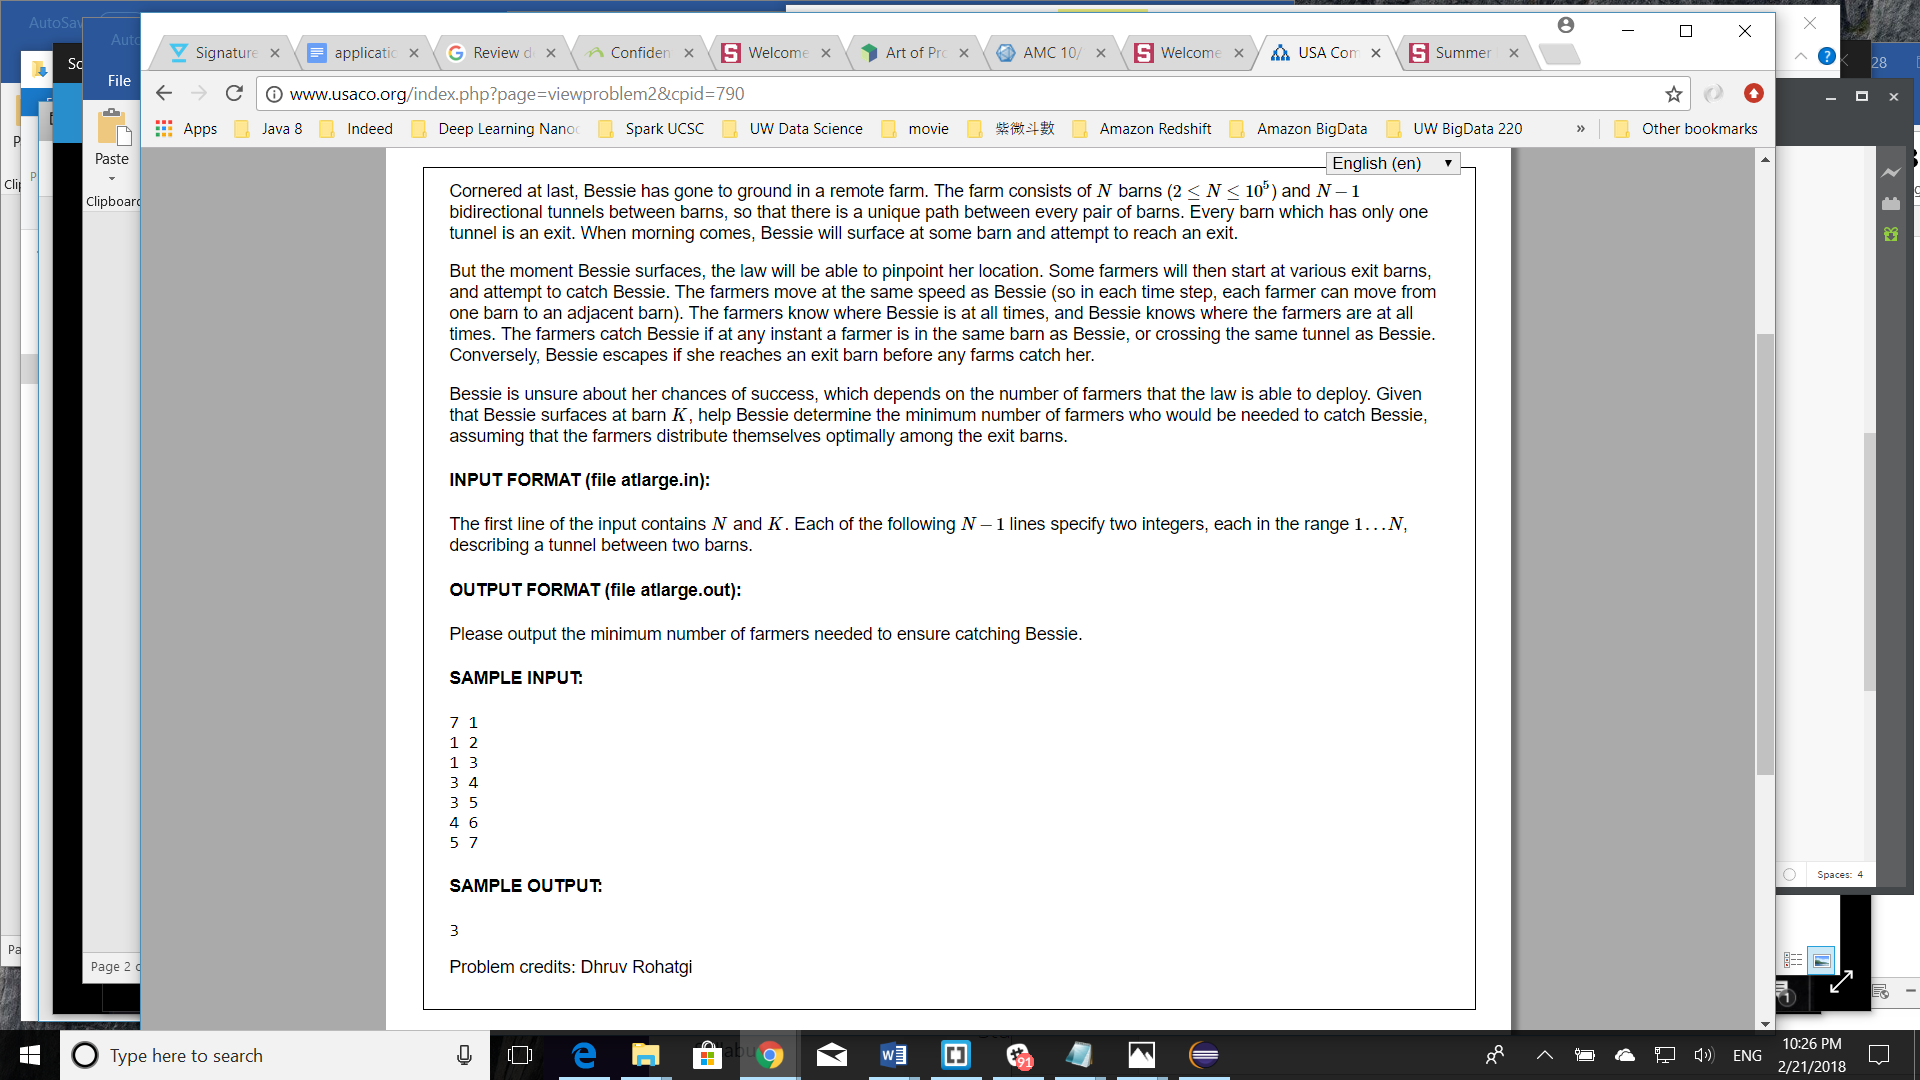 AutoSav
Auto
Sc
File
Paste
Clipboard
Page 2 o
Signature
applicatic
Review d
Confiden
Welcome
Art of Pro
AMC 10/
Welcome
USA Com
Summer
www.usaco.org/index.php?page=viewproblem2&cpid=790
Apps Java 8 Indeed Deep Learning Nano Spark UCSC UW Data Science movie 紫微斗數 Amazon Redshift Amazon BigData UW BigData 220 » Other bookmarks
English (en)
Cornered at last, Bessie has gone to ground in a remote farm. The farm consists of N barns (2 ≤ N ≤ 10⁵) and N − 1
bidirectional tunnels between barns, so that there is a unique path between every pair of barns. Every barn which has only one
tunnel is an exit. When morning comes, Bessie will surface at some barn and attempt to reach an exit.
But the moment Bessie surfaces, the law will be able to pinpoint her location. Some farmers will then start at various exit barns,
and attempt to catch Bessie. The farmers move at the same speed as Bessie (so in each time step, each farmer can move from
one barn to an adjacent barn). The farmers know where Bessie is at all times, and Bessie knows where the farmers are at all
times. The farmers catch Bessie if at any instant a farmer is in the same barn as Bessie, or crossing the same tunnel as Bessie.
Conversely, Bessie escapes if she reaches an exit barn before any farms catch her.
Bessie is unsure about her chances of success, which depends on the number of farmers that the law is able to deploy. Given
that Bessie surfaces at barn K, help Bessie determine the minimum number of farmers who would be needed to catch Bessie,
assuming that the farmers distribute themselves optimally among the exit barns.
INPUT FORMAT (file atlarge.in):
The first line of the input contains N and K. Each of the following N − 1 lines specify two integers, each in the range 1…N,
describing a tunnel between two barns.
OUTPUT FORMAT (file atlarge.out):
Please output the minimum number of farmers needed to ensure catching Bessie.
SAMPLE INPUT:
7 1
1 2
1 3
3 4
3 5
4 6
5 7
SAMPLE OUTPUT:
3
Problem credits: Dhruv Rohatgi
28
Spaces: 4
Type here to search
91
ENG
10:26 PM
2/21/2018